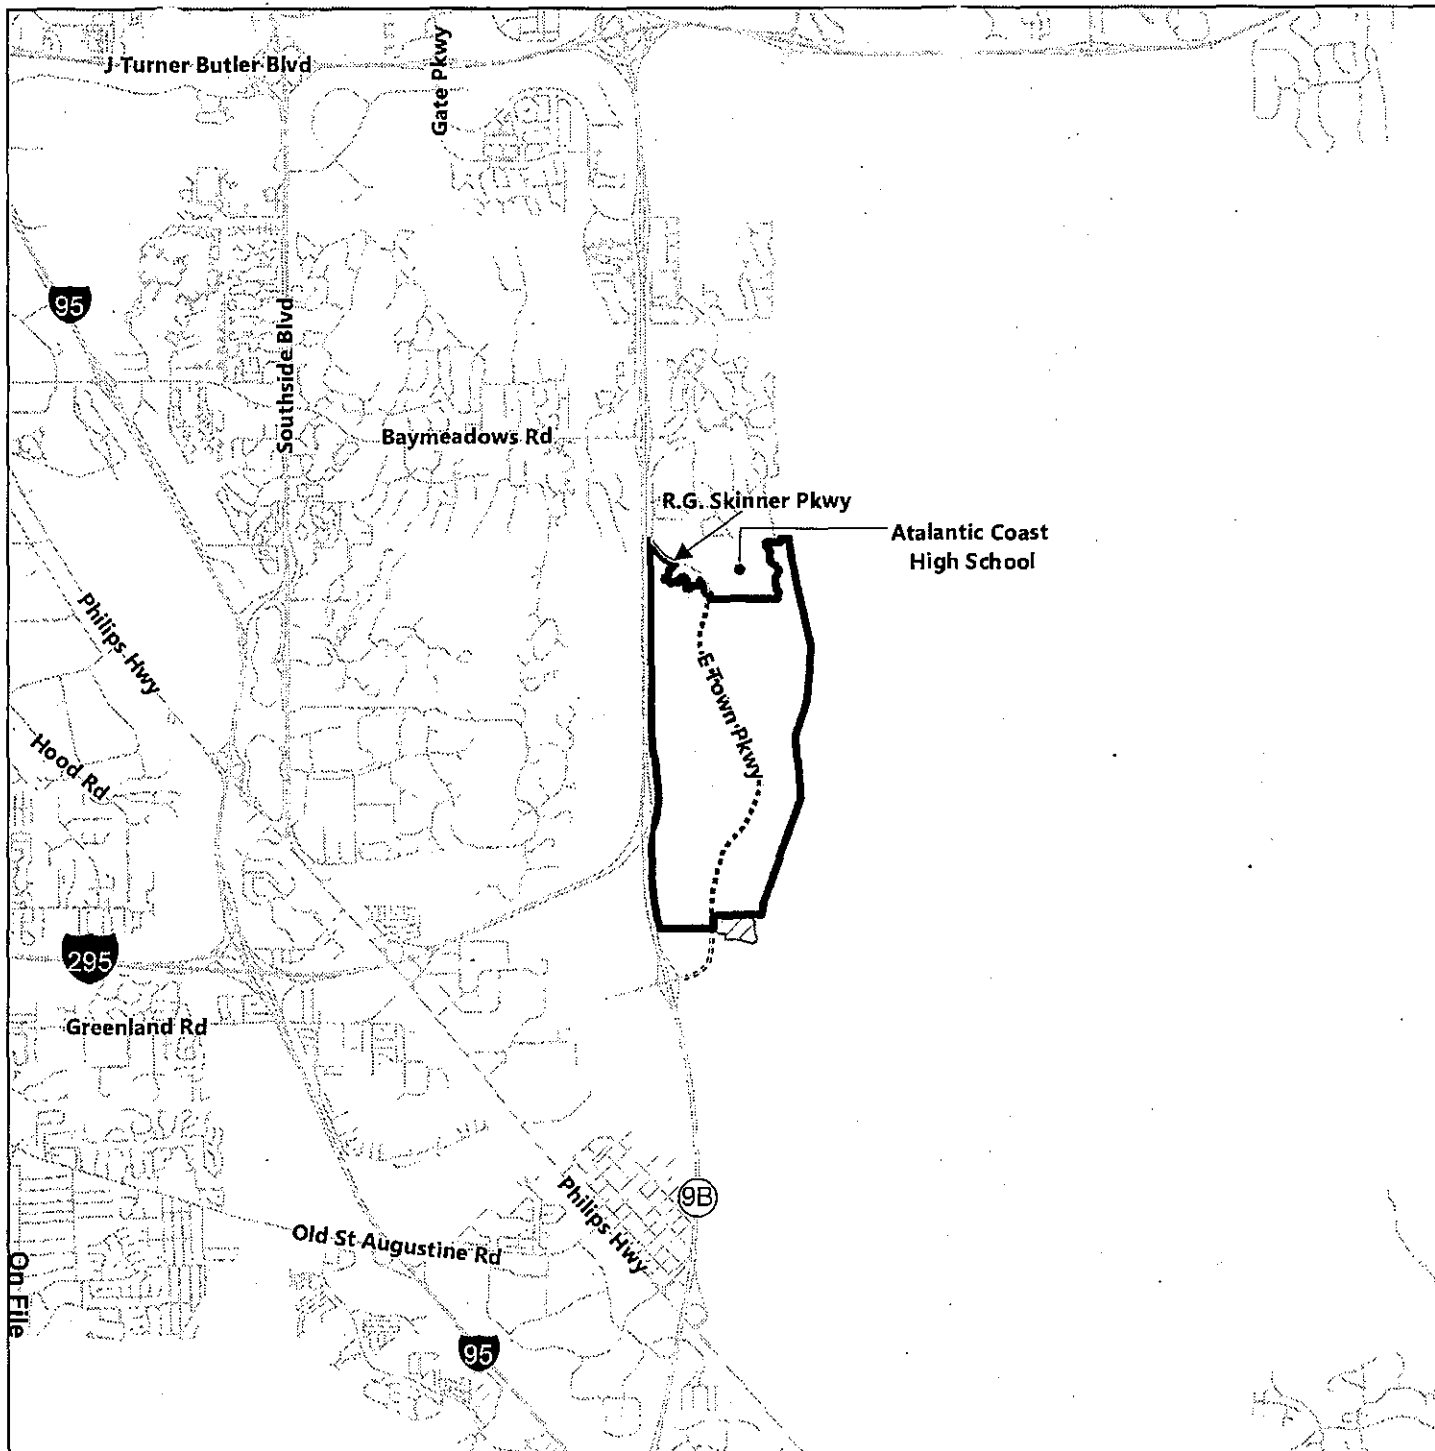 J Turner Butler Blvd
Gate Pkwy
95
Southside Blvd
Baymeadows Rd
R.G. Skinner Pkwy
Atalantic Coast
High School
Philips Hwy
E-Town Pkwy
Hood Rd
295
Greenland Rd
Philips Hwy
9B
Old St Augustine Rd
On File
95